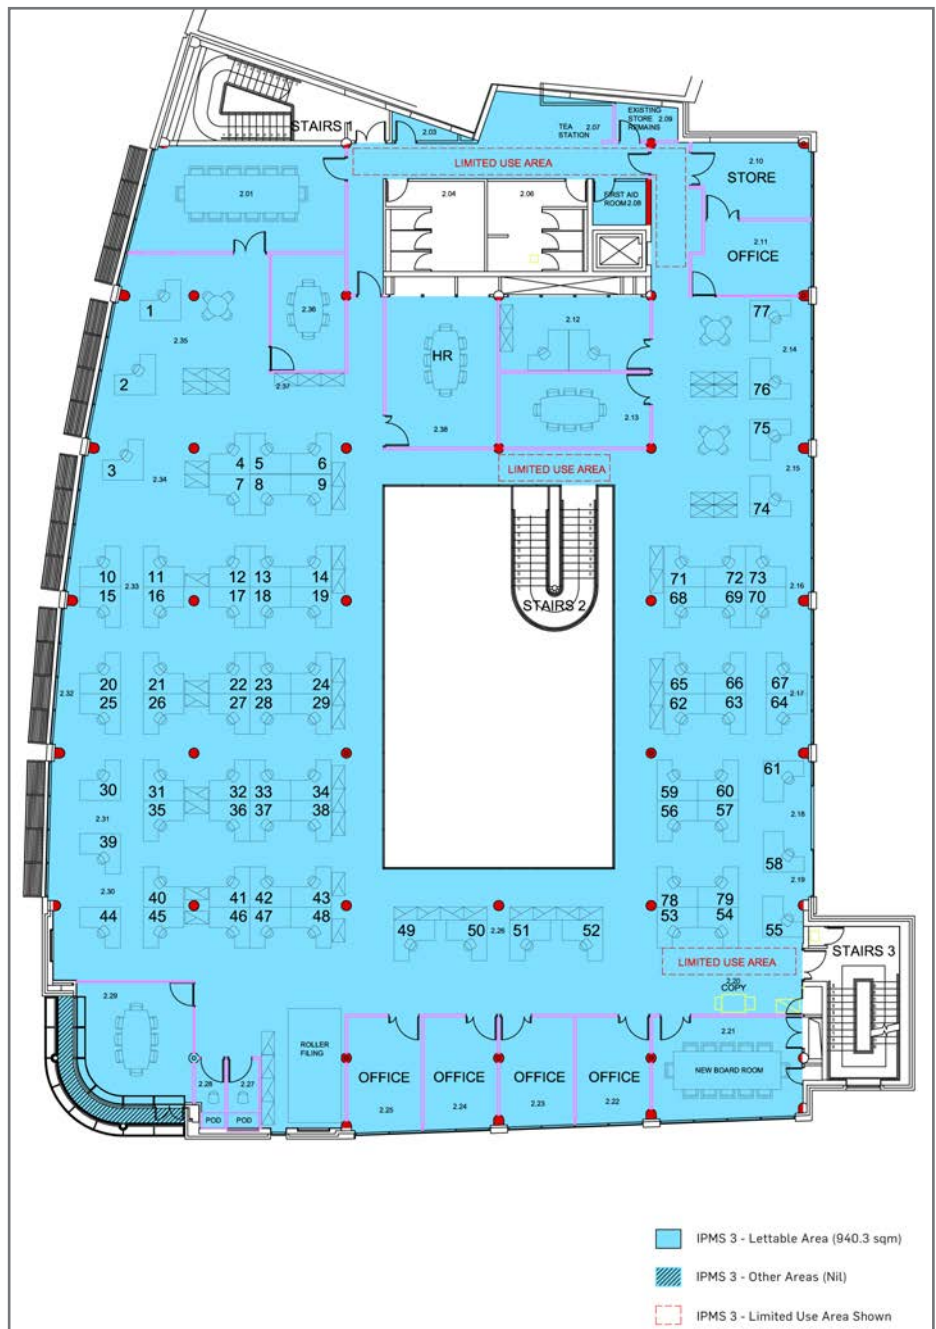 STAIRS 1
2.03
TEA
STATION
2.07
EXISTING
STORE
REMAINS
2.09
LIMITED USE AREA
2.10
STORE
2.01
2.04
2.06
FIRST AID
ROOM 2.08
2.11
OFFICE
1
2.36
2.35
HR
2.12
77
2.14
2
2.37
2.38
2.13
76
75
3
2.34
4 5 6
7 8 9
LIMITED USE AREA
2.15
74
10 11 12 13 14
2.33
15 16 17 18 19
STAIRS 2
71 72 73
2.16
68 69 70
20 21 22 23 24
2.32
25 26 27 28 29
65 66 67
2.17
62 63 64
30 31 32 33 34
35 36 37 38
2.31
39
61
59 60
56 57
2.18
58
2.19
2.30
40 41 42 43
44 45 46 47 48
49 50 2.26 51 52
78 79
53 54 55
LIMITED USE AREA
STAIRS 3
2.20
COPY
2.29
ROLLER
FILING
2.21
NEW BOARD ROOM
2.28 2.27
POD POD
OFFICE OFFICE OFFICE OFFICE
2.25 2.24 2.23 2.22
IPMS 3 - Lettable Area (940.3 sqm)
IPMS 3 - Other Areas (Nil)
IPMS 3 - Limited Use Area Shown